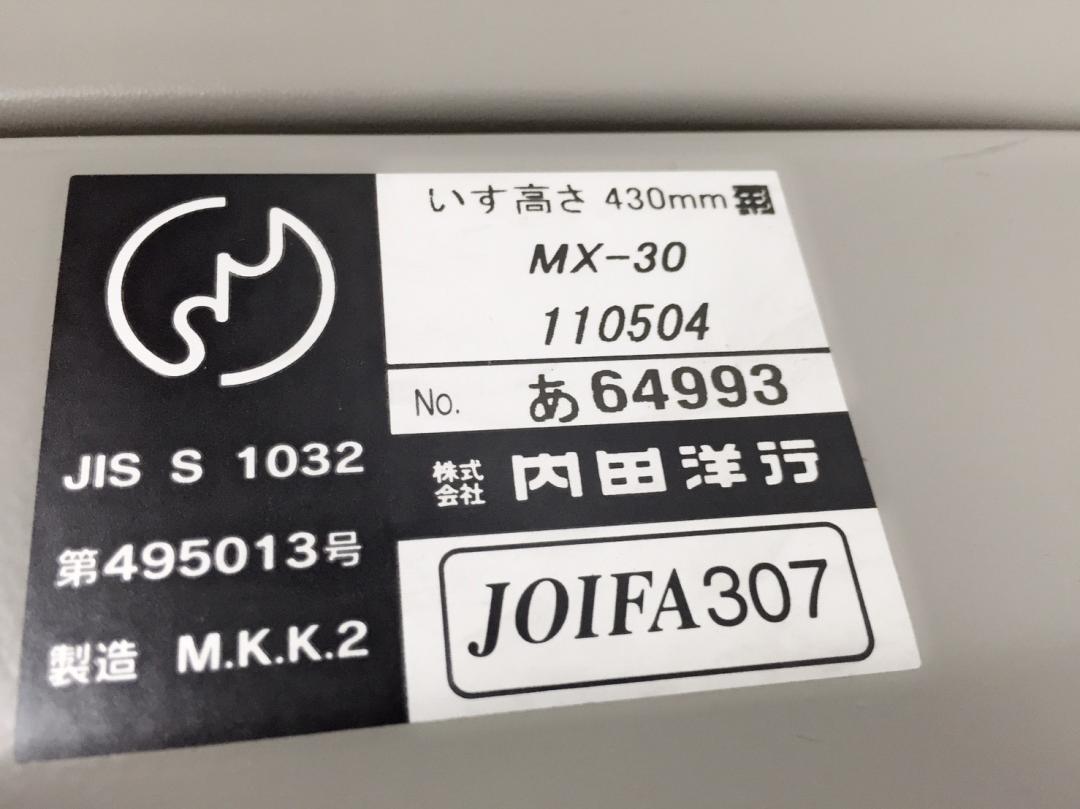 いす高さ 430mm
MX-30
110504
No. あ64993
株式会社 内田洋行
JOIFA307
JIS S 1032
第495013号
製造 M.K.K.2